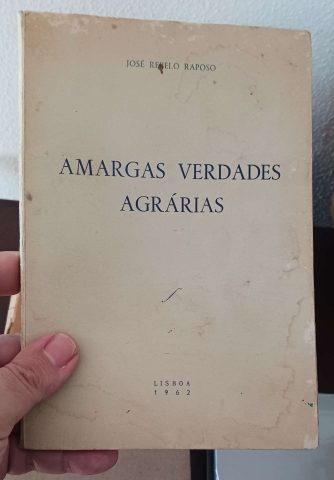 JOSÉ REBELO RAPOSO
AMARGAS VERDADES
AGRÁRIAS
LISBOA
1962